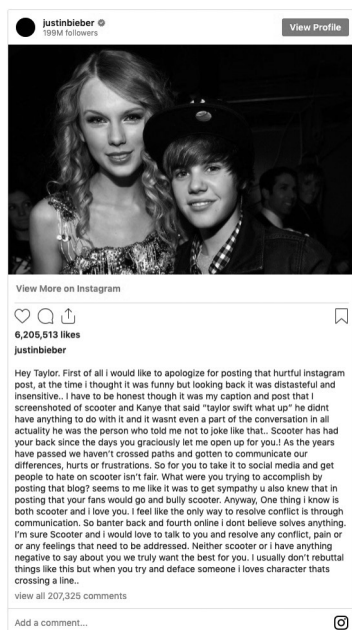 justinbieber
199M followers
View Profile
View More on Instagram
6,205,513 likes
justinbieber
Hey Taylor. First of all i would like to apologize for posting that hurtful instagram
post, at the time i thought it was funny but looking back it was distasteful and
insensitive.. I have to be honest though it was my caption and post that I
screenshoted of scooter and Kanye that said "taylor swift what up" he didnt
have anything to do with it and it wasnt even a part of the conversation in all
actuality he was the person who told me not to joke like that.. Scooter has had
your back since the days you graciously let me open up for you.! As the years
have passed we haven't crossed paths and gotten to communicate our
differences, hurts or frustrations. So for you to take it to social media and get
people to hate on scooter isn't fair. What were you trying to accomplish by
posting that blog? seems to me like it was to get sympathy u also knew that in
posting that your fans would go and bully scooter. Anyway, One thing i know is
both scooter and i love you. I feel like the only way to resolve conflict is through
communication. So banter back and fourth online i dont believe solves anything.
I'm sure Scooter and i would love to talk to you and resolve any conflict, pain or
or any feelings that need to be addressed. Neither scooter or i have anything
negative to say about you we truly want the best for you. I usually don't rebuttal
things like this but when you try and deface someone i loves character thats
crossing a line..
view all 207,325 comments
Add a comment...